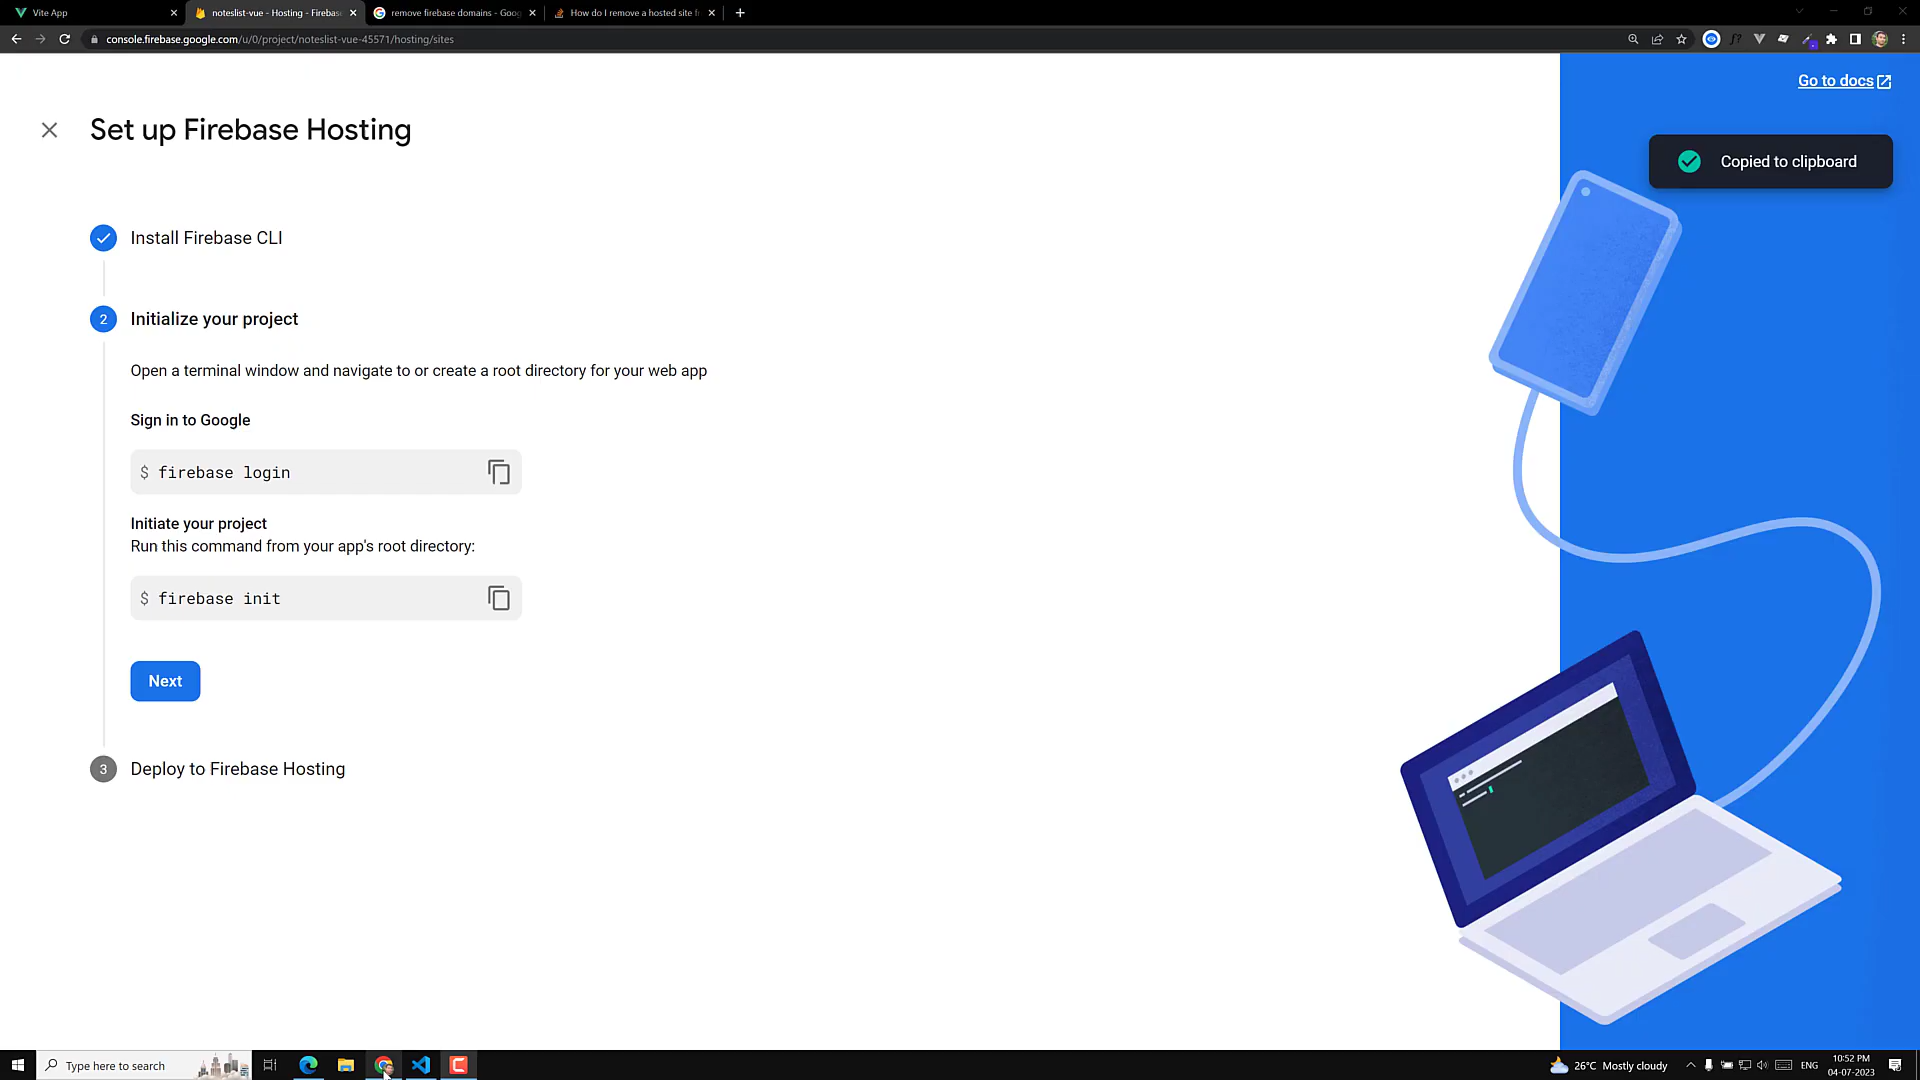 Vite App
noteslist-vue - Hosting - Firebase
remove firebase domains - Goog
How do I remove a hosted site f
console.firebase.google.com/u/0/project/noteslist-vue-45571/hosting/sites
Go to docs
Set up Firebase Hosting
Copied to clipboard
Install Firebase CLI
2 Initialize your project
Open a terminal window and navigate to or create a root directory for your web app
Sign in to Google
$ firebase login
Initiate your project
Run this command from your app's root directory:
$ firebase init
Next
3 Deploy to Firebase Hosting
Type here to search
26°C Mostly cloudy
ENG
10:52 PM
04-07-2023